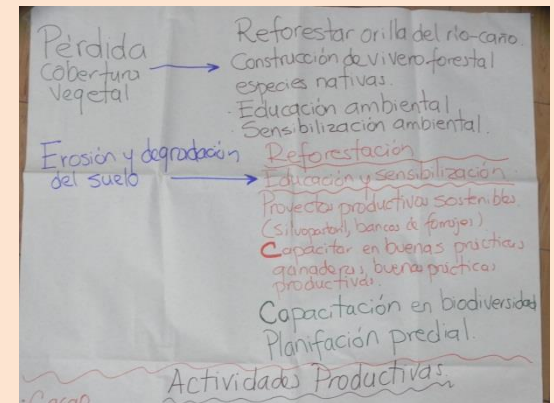 Pérdida
cobertura
vegetal
Reforestar orilla del río-caño.
Construcción de vivero forestal
especies nativas.
· Educación ambiental
· Sensibilización ambiental.
Erosión y degradación
del suelo
Reforestación
Educación y sensibilización.
Proyectos productivos sostenibles.
(silvopastoril, bancos de forrajes)
Capacitar en buenas prácticas
ganaderas, buenas prácticas
productivas.
Capacitación en biodiversidad
Planifación predial.
Actividades Productivas.
Cacao